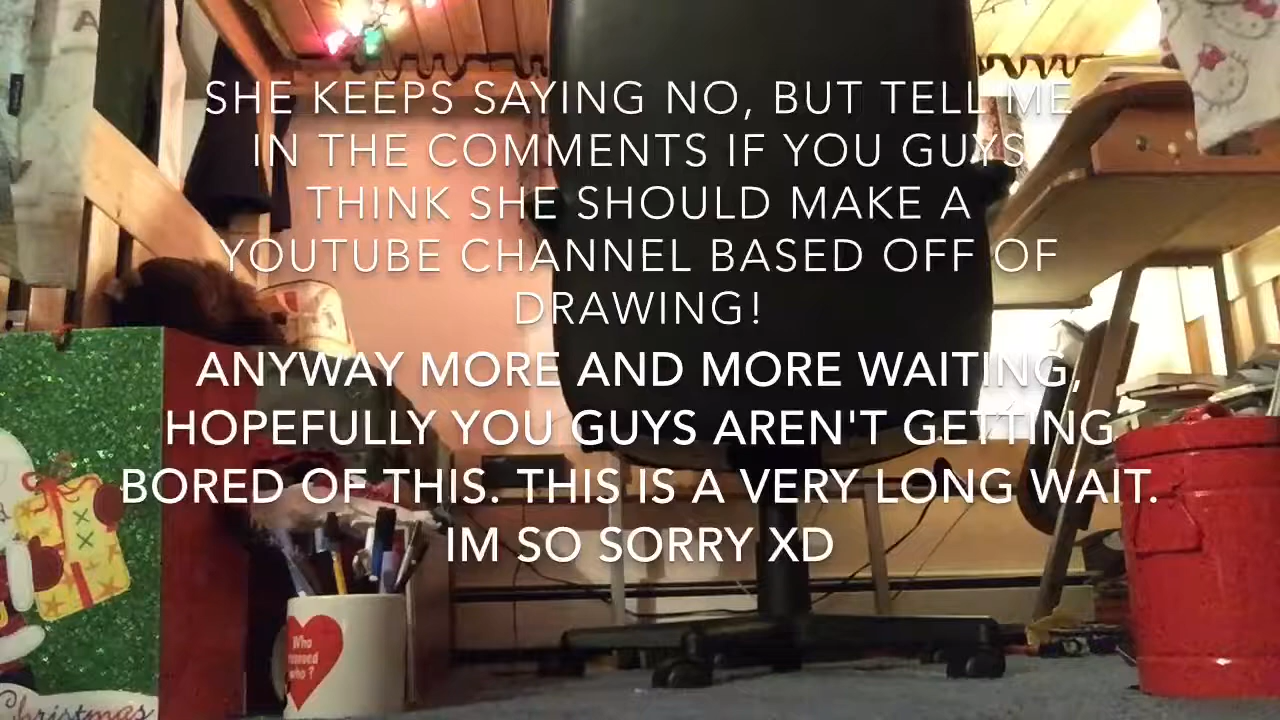 SHE KEEPS SAYING NO, BUT TELL ME
IN THE COMMENTS IF YOU GUYS
THINK SHE SHOULD MAKE A
YOUTUBE CHANNEL BASED OFF OF
DRAWING!
ANYWAY MORE AND MORE WAITING,
HOPEFULLY YOU GUYS AREN'T GETTING
BORED OF THIS. THIS IS A VERY LONG WAIT.
IM SO SORRY XD
Who
who ?
Christmas